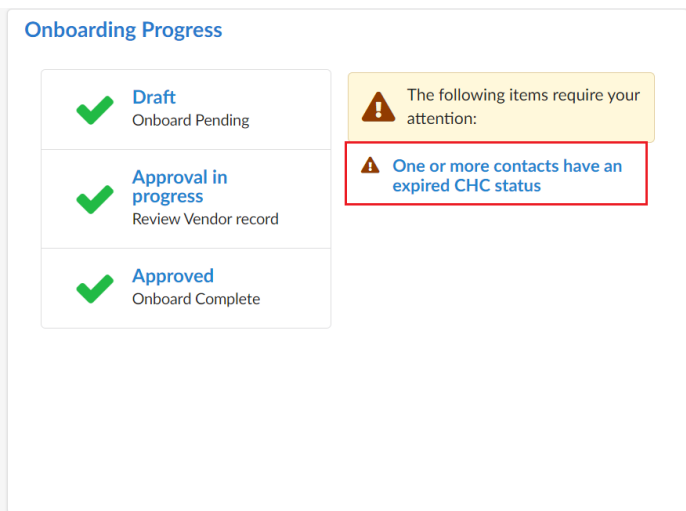 Onboarding Progress
Draft
Onboard Pending
Approval in
progress
Review Vendor record
Approved
Onboard Complete
The following items require your
attention:
One or more contacts have an
expired CHC status